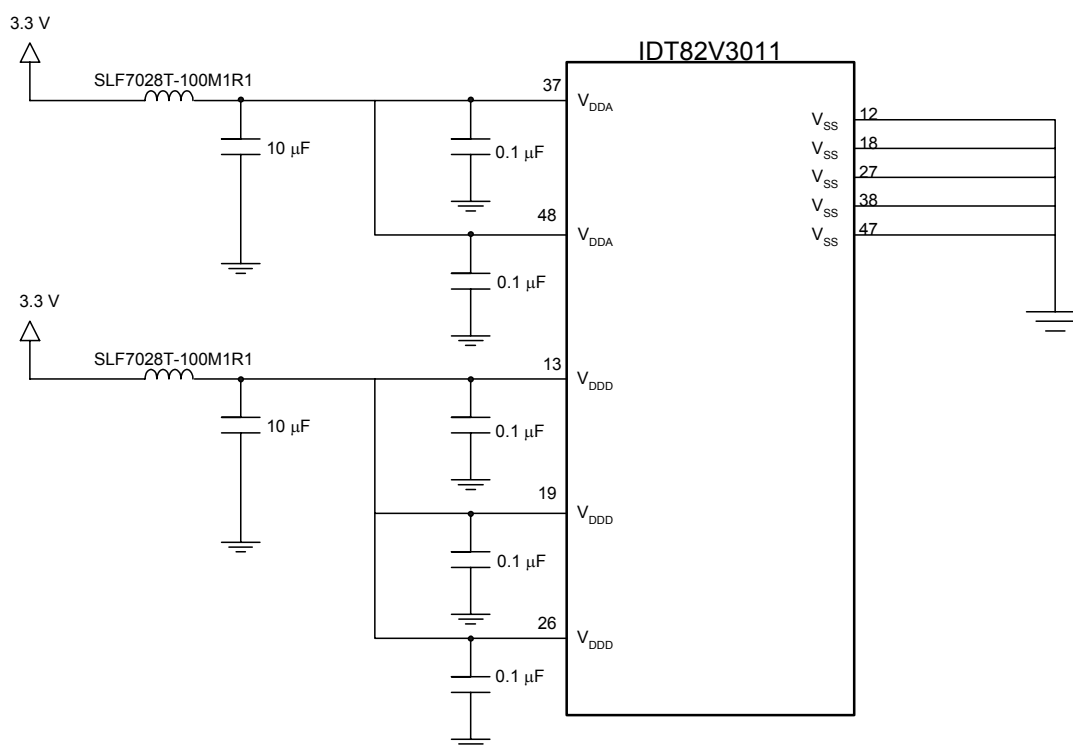 3.3 V
IDT82V3011
SLF7028T-100M1R1
37
VDDA
10 μF
0.1 μF
VSS 12
VSS 18
VSS 27
VSS 38
VSS 47
48
VDDA
0.1 μF
3.3 V
SLF7028T-100M1R1
13
VDDD
10 μF
0.1 μF
19
VDDD
0.1 μF
26
VDDD
0.1 μF